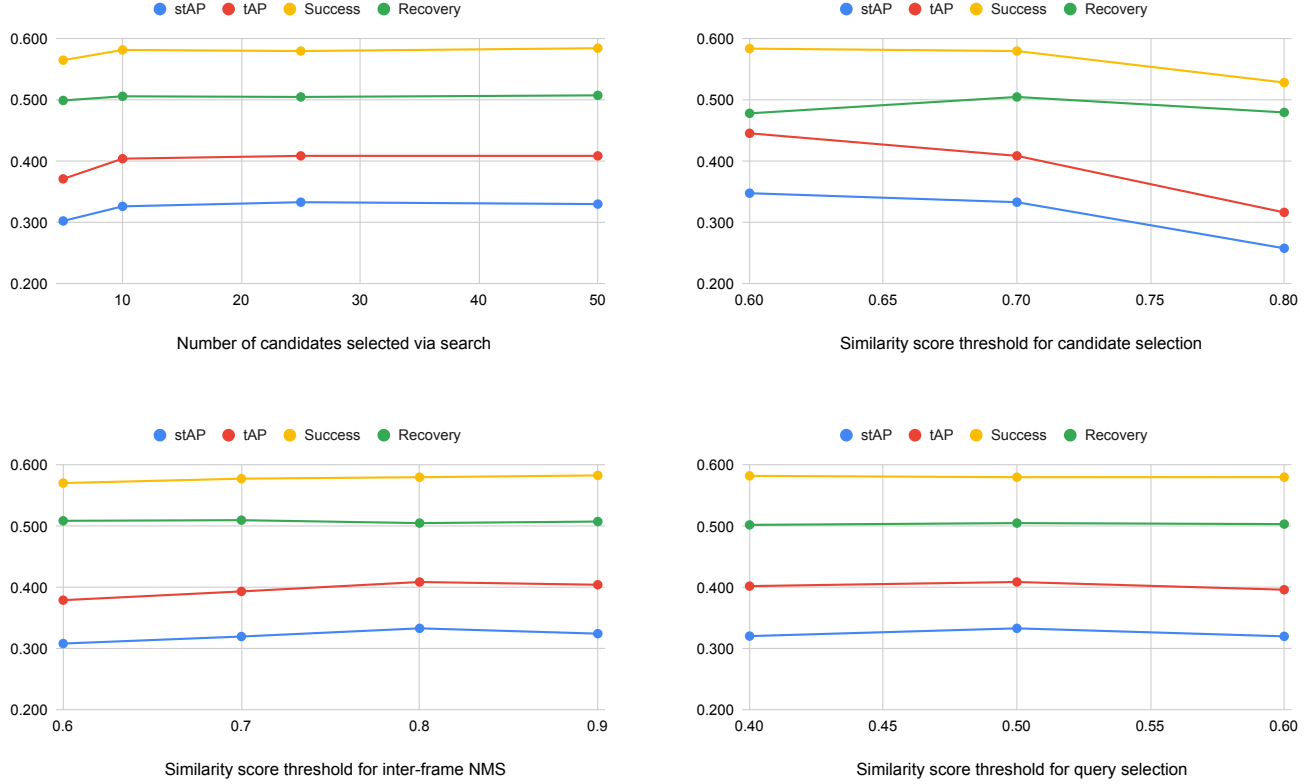 stAP tAP Success Recovery
0.600
0.500
0.400
0.300
0.200
10 20 30 40 50
Number of candidates selected via search
stAP tAP Success Recovery
0.600
0.500
0.400
0.300
0.200
0.60 0.65 0.70 0.75 0.80
Similarity score threshold for candidate selection
stAP tAP Success Recovery
0.600
0.500
0.400
0.300
0.200
0.6 0.7 0.8 0.9
Similarity score threshold for inter-frame NMS
stAP tAP Success Recovery
0.600
0.500
0.400
0.300
0.200
0.40 0.45 0.50 0.55 0.60
Similarity score threshold for query selection